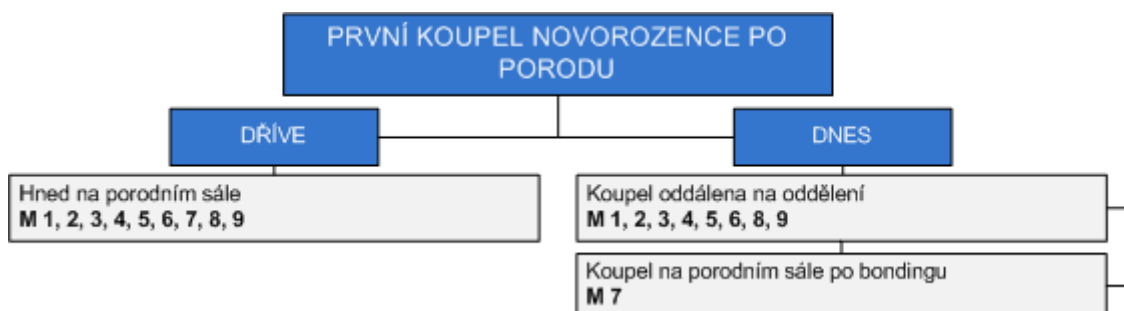 PRVNÍ KOUPEL NOVOROZENCE PO
PORODU
DŘÍVE
DNES
Hned na porodním sále
M 1, 2, 3, 4, 5, 6, 7, 8, 9
Koupel oddálena na oddělení
M 1, 2, 3, 4, 5, 6, 8, 9
Koupel na porodním sále po bondingu
M 7